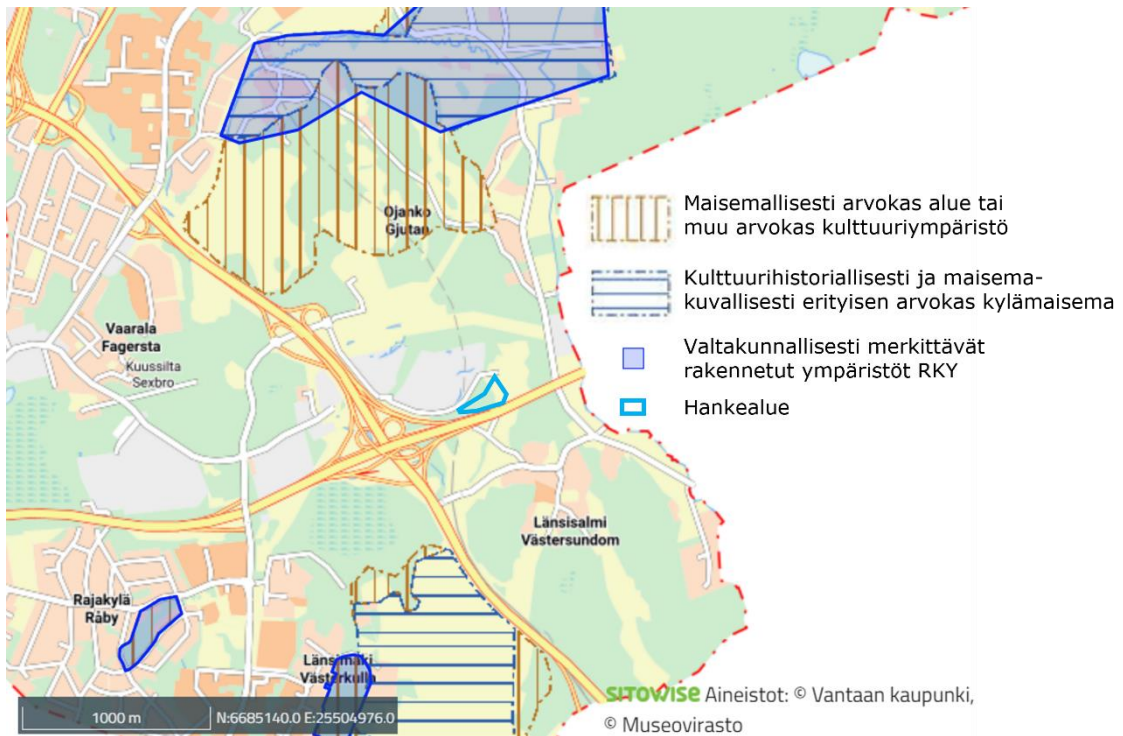 Ojanko
Gjutan
Maisemallisesti arvokas alue tai
muu arvokas kulttuuriympäristö
Kulttuurihistoriallisesti ja maisema-
kuvallisesti erityisen arvokas kylämaisema
Valtakunnallisesti merkittävät
rakennetut ympäristöt RKY
Hankealue
Vaarala
Fagersta
Kuussilta
Sexbro
Länsisalmi
Västersundom
Rajakylä
Råby
Länsimäki
Västerkulla
1000 m N:6685140.0 E:25504976.0
SITOWISE Aineistot: © Vantaan kaupunki,
© Museovirasto